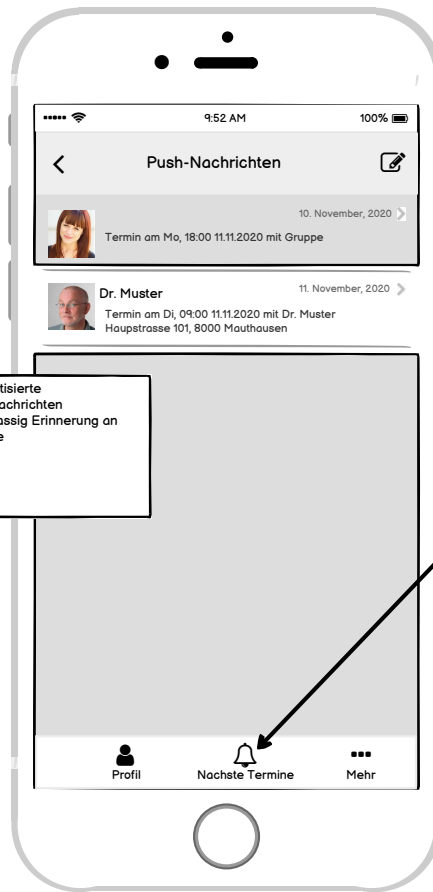 9:52 AM
100%
Push-Nachrichten
10. November, 2020
Termin am Mo, 18:00 11.11.2020 mit Gruppe
Dr. Muster
11. November, 2020
Termin am Di, 09:00 11.11.2020 mit Dr. Muster
Haupstrasse 101, 8000 Mauthausen
tisierte
achrichten
assig Erinnerung an
e
Profil
Nachste Termine
Mehr